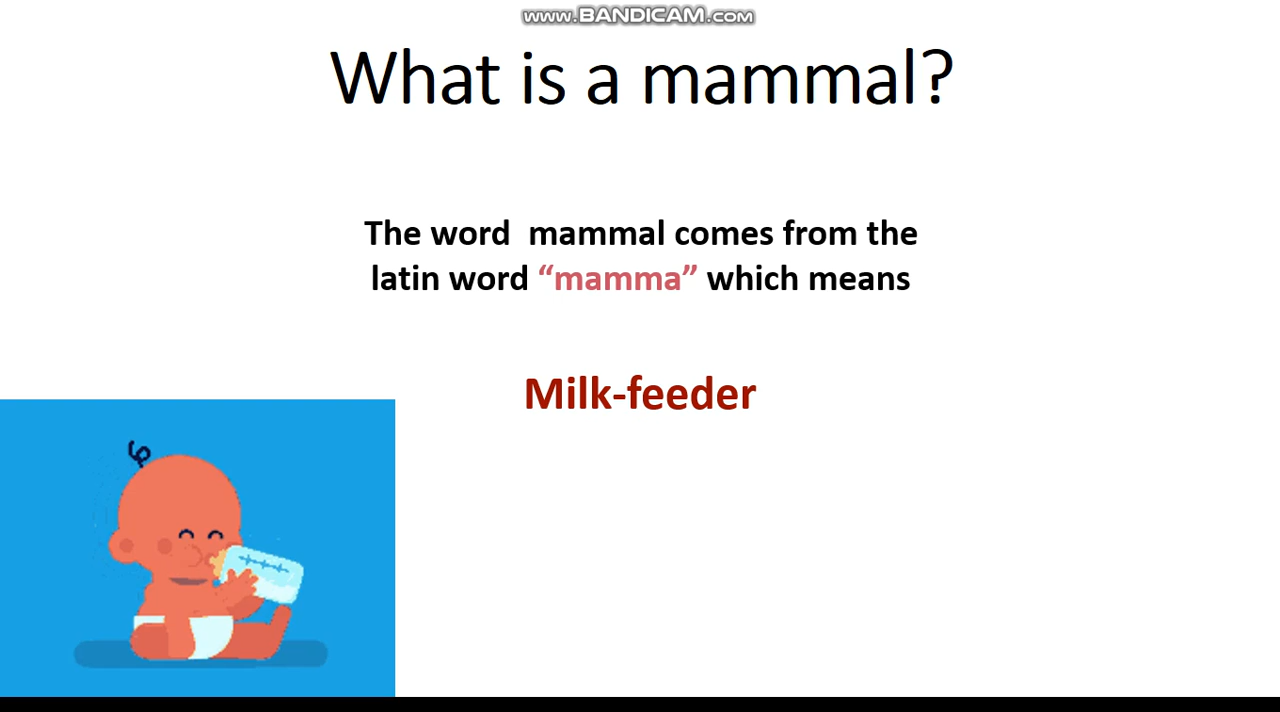 www.BANDICAM.com
What is a mammal?
The word  mammal comes from the
latin word “mamma” which means
Milk-feeder